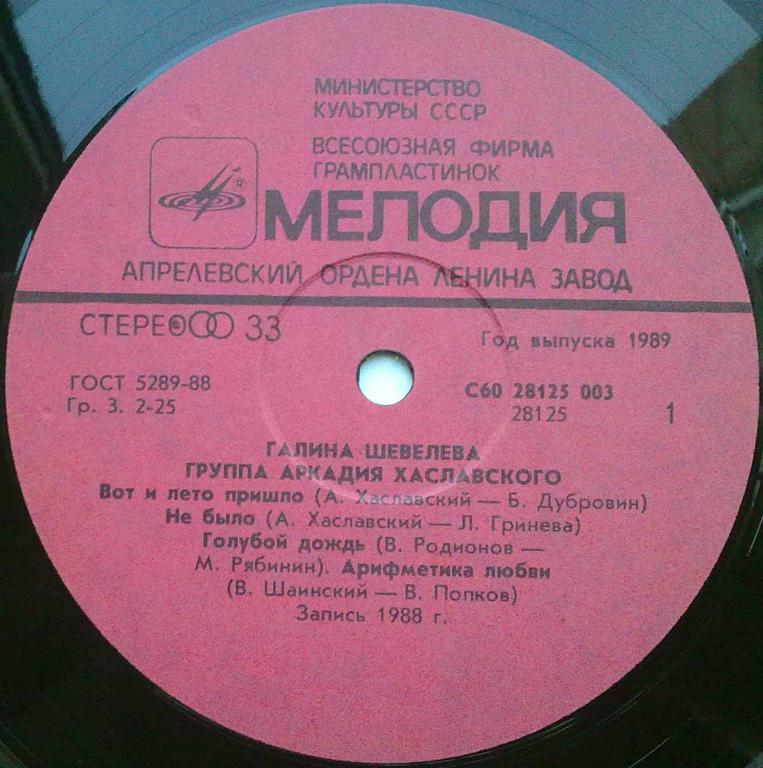 МИНИСТЕРСТВО
КУЛЬТУРЫ СССР
ВСЕСОЮЗНАЯ ФИРМА
ГРАМПЛАСТИНОК
®
МЕЛОДИЯ
АПРЕЛЕВСКИЙ ОРДЕНА ЛЕНИНА ЗАВОД
СТЕРЕО 33
Год выпуска 1989
ГОСТ 5289-88
Гр. 3. 2-25
С60 28125 003
28125
1
ГАЛИНА ШЕВЕЛЕВА
ГРУППА АРКАДИЯ ХАСЛАВСКОГО
Вот и лето пришло (А. Хаславский — Б. Дубровин)
Не было (А. Хаславский — Л. Гринева)
Голубой дождь (В. Родионов —
М. Рябинин). Арифметика любви
(В. Шаинский — В. Попков)
Запись 1988 г.